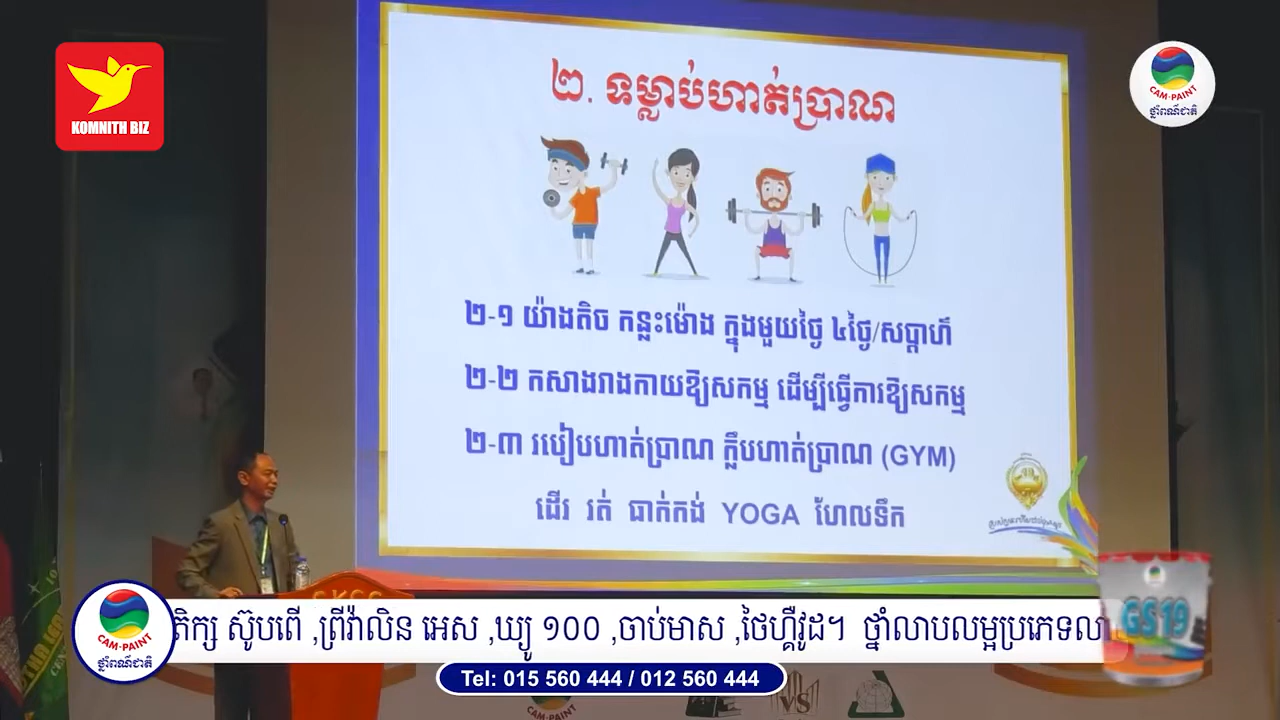 KOMNITH BIZ
CAM-PAINT
ថ្នាំពណ៌ជាតិ
២. ទម្លាប់ហាត់ប្រាណ
២-១ យ៉ាងតិច កន្លះម៉ោង ក្នុងមួយថ្ងៃ ៤ថ្ងៃ/សប្តាហ៏
២-២ កសាងរាងកាយឱ្យសកម្ម ដើម្បីធ្វើការឱ្យសកម្ម
២-៣ របៀបហាត់ប្រាណ ក្លឹបហាត់ប្រាណ (GYM)
ដើរ រត់ ធាក់កង់ YOGA ហែលទឹក
GS19
CAM-PAINT
ថ្នាំពណ៌ជាតិ
តិក្ស ស៊ូបពើ ,ព្រីវ៉ាលិន អេស ,ឃ្យូ ១០០ ,ចាប់មាស ,ថៃហ្គឺវូដ។ ថ្នាំលាបលម្អប្រភេទលា
Tel: 015 560 444 / 012 560 444
CAM-PAINT
VS